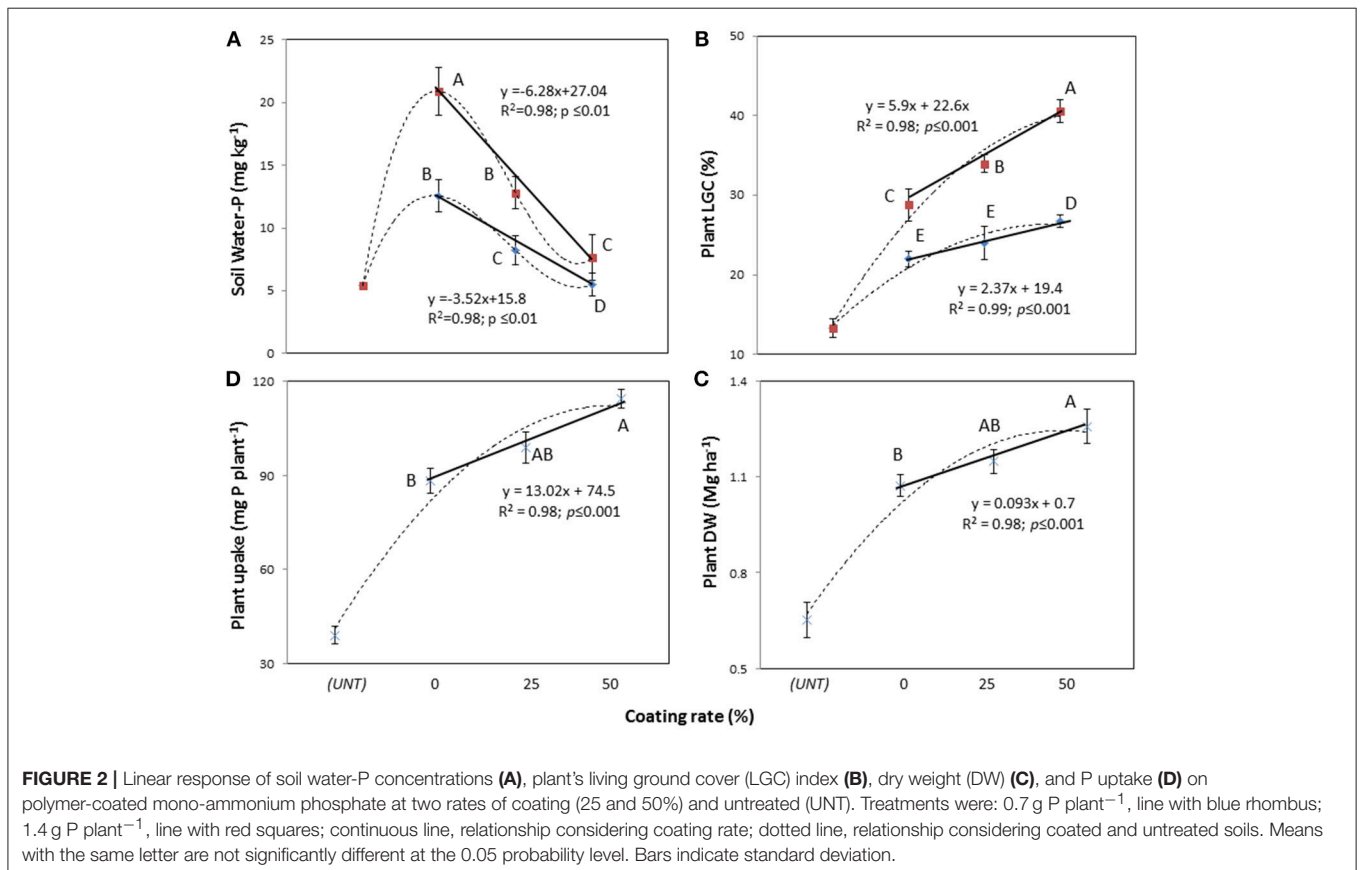 A
25
20
15
10
5
0
Soil Water-P (mg kg⁻¹)
A
B
B
C
C
D
y =-6.28x+27.04
R²=0.98; p ≤0.01
y =-3.52x+15.8
R²=0.98; p ≤0.01
B
50
40
30
20
10
Plant LGC (%)
A
B
C
D
E
E
y = 5.9x + 22.6x
R² = 0.98; p≤0.001
y = 2.37x + 19.4
R² = 0.99; p≤0.001
D
120
90
60
30
Plant upake (mg P plant⁻¹)
B
AB
A
y = 13.02x + 74.5
R² = 0.98; p≤0.001
(UNT) 0 25 50
C
1.4
1.1
0.8
0.5
Plant DW (Mg ha⁻¹)
B
AB
A
y = 0.093x + 0.7
R² = 0.98; p≤0.001
(UNT) 0 25 50
Coating rate (%)
FIGURE 2 | Linear response of soil water-P concentrations (A), plant's living ground cover (LGC) index (B), dry weight (DW) (C), and P uptake (D) on
polymer-coated mono-ammonium phosphate at two rates of coating (25 and 50%) and untreated (UNT). Treatments were: 0.7 g P plant⁻¹, line with blue rhombus;
1.4 g P plant⁻¹, line with red squares; continuous line, relationship considering coating rate; dotted line, relationship considering coated and untreated soils. Means
with the same letter are not significantly different at the 0.05 probability level. Bars indicate standard deviation.